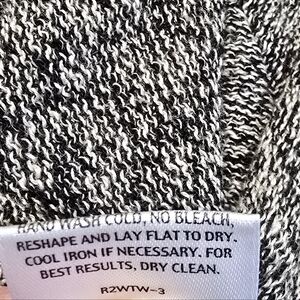 HAND WASH COLD, NO BLEACH,
RESHAPE AND LAY FLAT TO DRY.
COOL IRON IF NECESSARY. FOR
BEST RESULTS, DRY CLEAN.
R2WTW-3